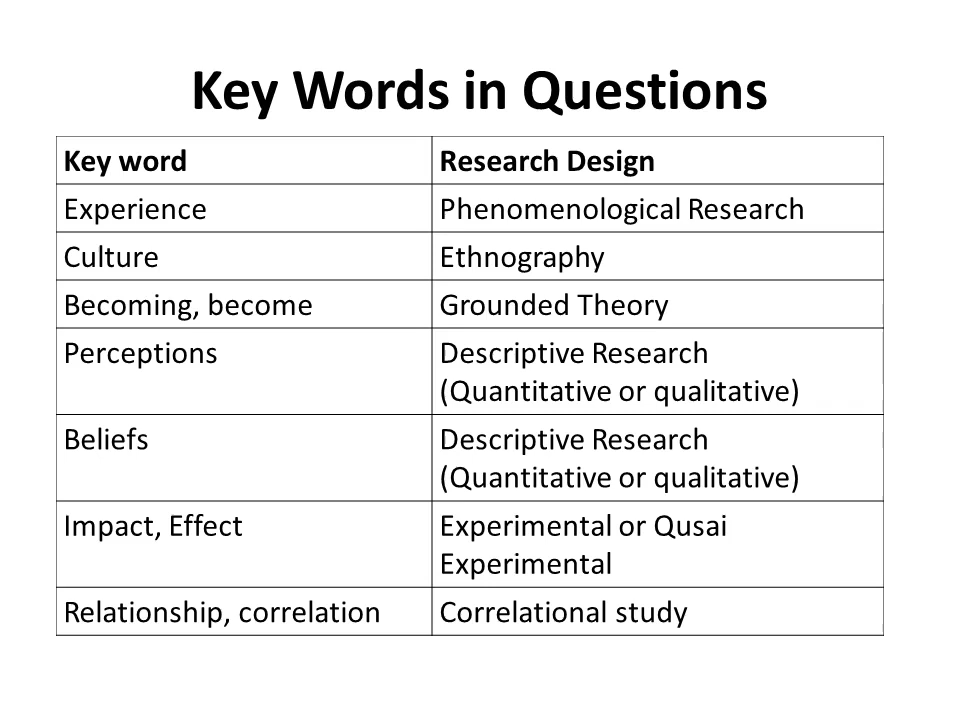 Key Words in Questions
Key word
Research Design
Experience
Phenomenological Research
Culture
Ethnography
Becoming, become
Grounded Theory
Perceptions
Descriptive Research
(Quantitative or qualitative)
Beliefs
Descriptive Research
(Quantitative or qualitative)
Impact, Effect
Experimental or Qusai
Experimental
Relationship, correlation
Correlational study